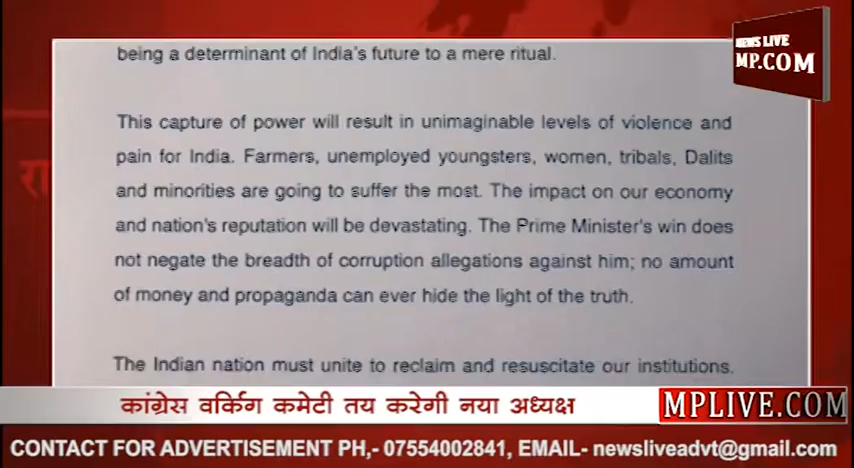 NEWS LIVE
MP.COM
being a determinant of India's future to a mere ritual.
This capture of power will result in unimaginable levels of violence and
pain for India. Farmers, unemployed youngsters, women, tribals, Dalits
and minorities are going to suffer the most. The impact on our economy
and nation's reputation will be devastating. The Prime Minister's win does
not negate the breadth of corruption allegations against him; no amount
of money and propaganda can ever hide the light of the truth.
The Indian nation must unite to reclaim and resuscitate our institutions.
कांग्रेस वर्किंग कमेटी तय करेगी नया अध्यक्ष
MPLIVE.COM
CONTACT FOR ADVERTISEMENT PH,- 07554002841, EMAIL- newsliveadvt@gmail.com